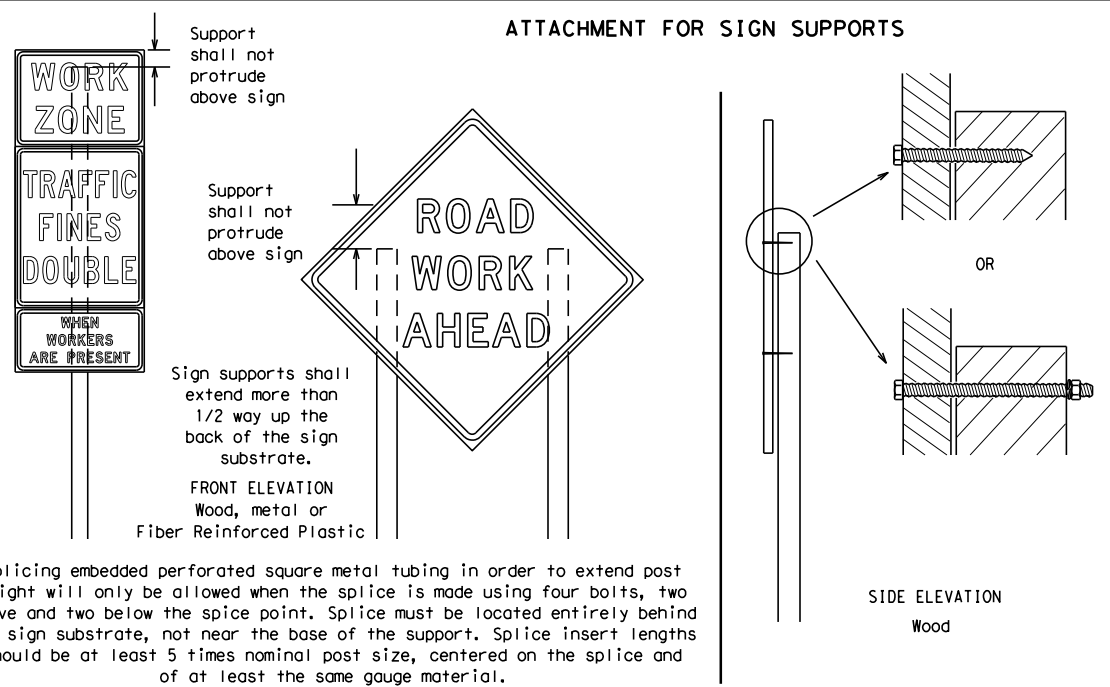 ATTACHMENT FOR SIGN SUPPORTS
Support
shall not
protrude
above sign
WORK
ZONE
TRAFFIC
FINES
DOUBLE
WHEN
WORKERS
ARE PRESENT
Support
shall not
protrude
above sign
ROAD
WORK
AHEAD
Sign supports shall
extend more than
1/2 way up the
back of the sign
substrate.
FRONT ELEVATION
Wood, metal or
Fiber Reinforced Plastic
OR
SIDE ELEVATION
Wood
plicing embedded perforated square metal tubing in order to extend post
ight will only be allowed when the splice is made using four bolts, two
ve and two below the spice point. Splice must be located entirely behind
sign substrate, not near the base of the support. Splice insert lengths
hould be at least 5 times nominal post size, centered on the splice and
of at least the same gauge material.